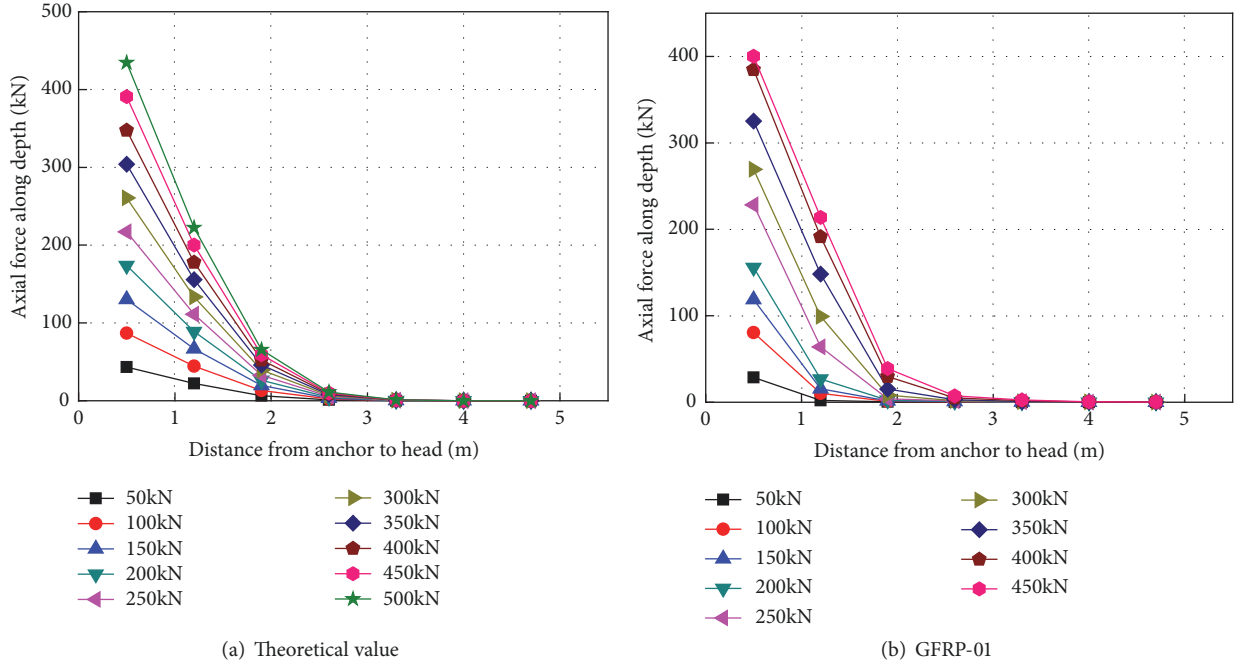 500
400
300
200
100
0
Axial force along depth (kN)
0 1 2 3 4 5
Distance from anchor to head (m)
50kN
100kN
150kN
200kN
250kN
300kN
350kN
400kN
450kN
500kN
(a) Theoretical value
400
300
200
100
0
Axial force along depth (kN)
0 1 2 3 4 5
Distance from anchor to head (m)
50kN
100kN
150kN
200kN
250kN
300kN
350kN
400kN
450kN
(b) GFRP-01